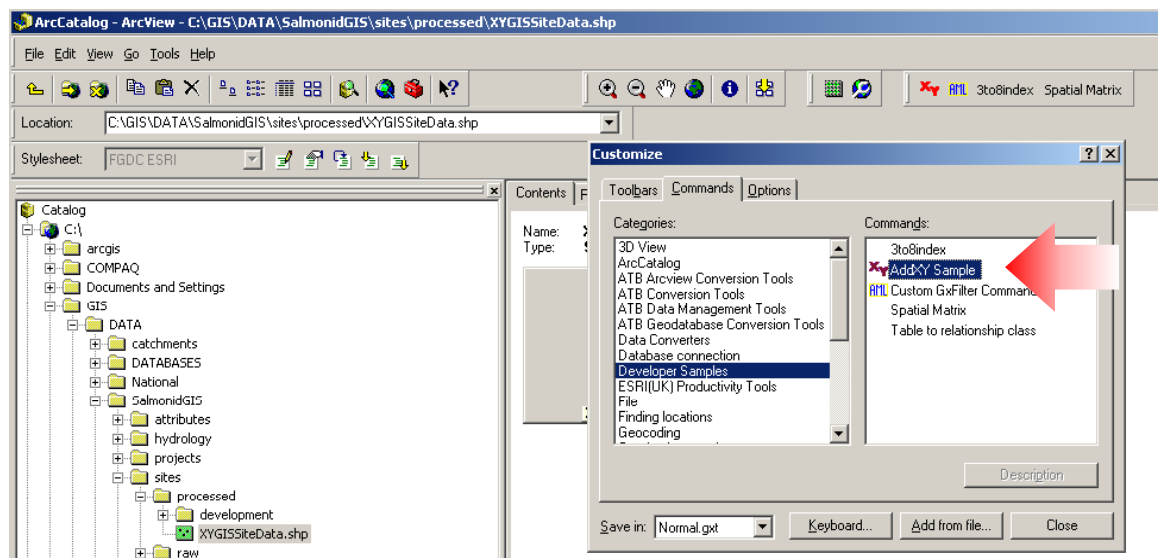 ArcCatalog - ArcView - C:\GIS\DATA\SalmonidGIS\sites\processed\XYGISSiteData.shp
File Edit View Go Tools Help
XY AML 3to8index Spatial Matrix
Location: C:\GIS\DATA\SalmonidGIS\sites\processed\XYGISSiteData.shp
Stylesheet: FGDC ESRI
Catalog
C:\
arcgis
COMPAQ
Documents and Settings
GIS
DATA
catchments
DATABASES
National
SalmonidGIS
attributes
hydrology
projects
sites
processed
development
XYGISSiteData.shp
raw
Contents
Name:
Type:
Customize
Toolbars Commands Options
Categories:
3D View
ArcCatalog
ATB Arcview Conversion Tools
ATB Conversion Tools
ATB Data Management Tools
ATB Geodatabase Conversion Tools
Data Converters
Database connection
Developer Samples
ESRI(UK) Productivity Tools
File
Finding locations
Geocoding
Commands:
3to8index
XY AddXY Sample
AML Custom GxFilter Command
Spatial Matrix
Table to relationship class
Description
Save in: Normal.gxt Keyboard... Add from file... Close